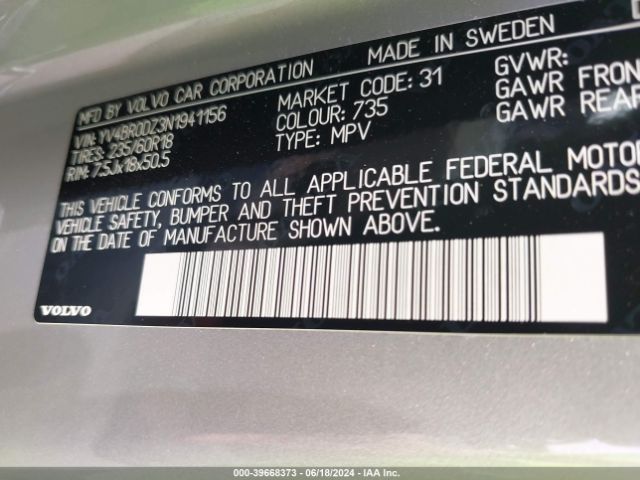 MFD BY VOLVO CAR CORPORATION MADE IN SWEDEN
VIN: YV4BR0DZ3N1941156 MARKET CODE: 31 GVWR:
TIRES: 235/60R18 COLOUR: 735 GAWR FRON
RIM: 7.5Jx18x50.5 TYPE: MPV GAWR REAR
THIS VEHICLE CONFORMS TO ALL APPLICABLE FEDERAL MOTO
VEHICLE SAFETY, BUMPER AND THEFT PREVENTION STANDARDS
ON THE DATE OF MANUFACTURE SHOWN ABOVE.
VOLVO
000-39668373 - 06/18/2024 - IAA Inc.